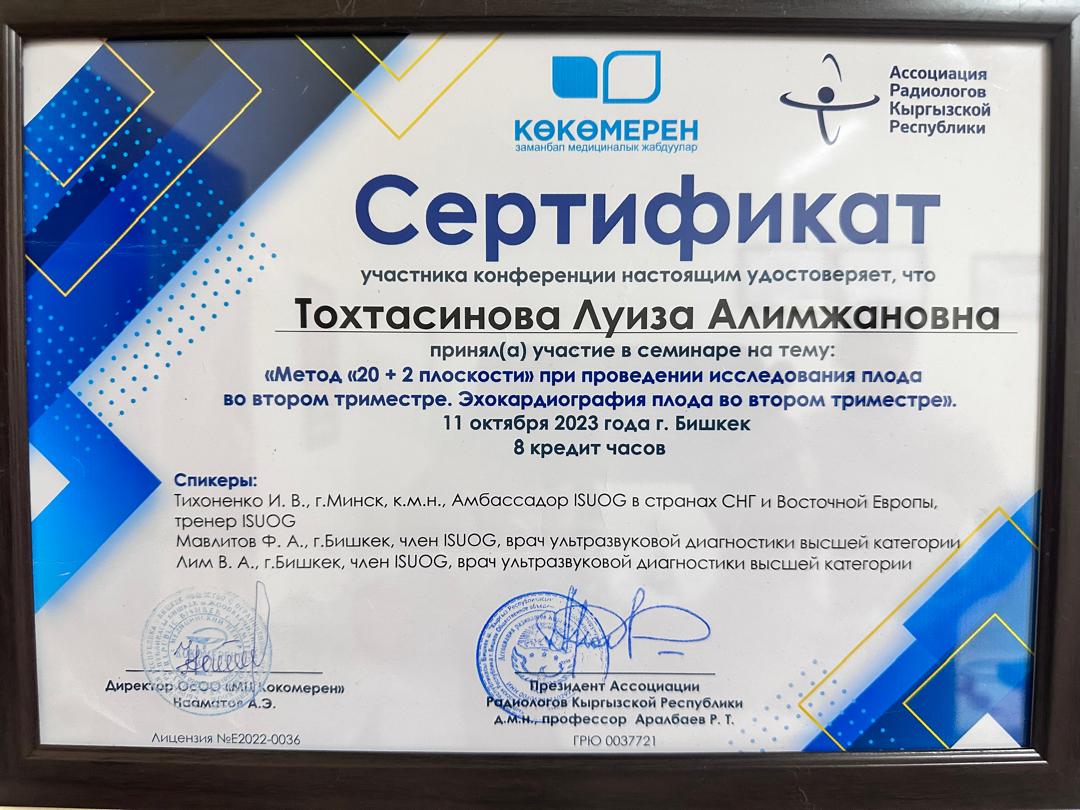 КӨКӨМЕРЕН
заманбап медициналык жабдуулар
Ассоциация
Радиологов
Кыргызской
Республики
Сертификат
участника конференции настоящим удостоверяет, что
Тохтасинова Луиза Алимжановна
принял(а) участие в семинаре на тему:
«Метод «20 + 2 плоскости» при проведении исследования плода
во втором триместре. Эхокардиография плода во втором триместре».
11 октября 2023 года г. Бишкек
8 кредит часов
Спикеры:
Тихоненко И. В., г.Минск, к.м.н., Амбассадор ISUOG в странах СНГ и Восточной Европы,
тренер ISUOG
Мавлитов Ф. А., г.Бишкек, член ISUOG, врач ультразвуковой диагностики высшей категории
Лим В. А., г.Бишкек, член ISUOG, врач ультразвуковой диагностики высшей категории
Директор ОсОО «МЦ Кокомерен»
Нааматов А.Э.
Лицензия №Е2022-0036
Президент Ассоциации
Радиологов Кыргызской Республики
д.м.н., профессор Аралбаев Р. Т.
ГРЮ 0037721